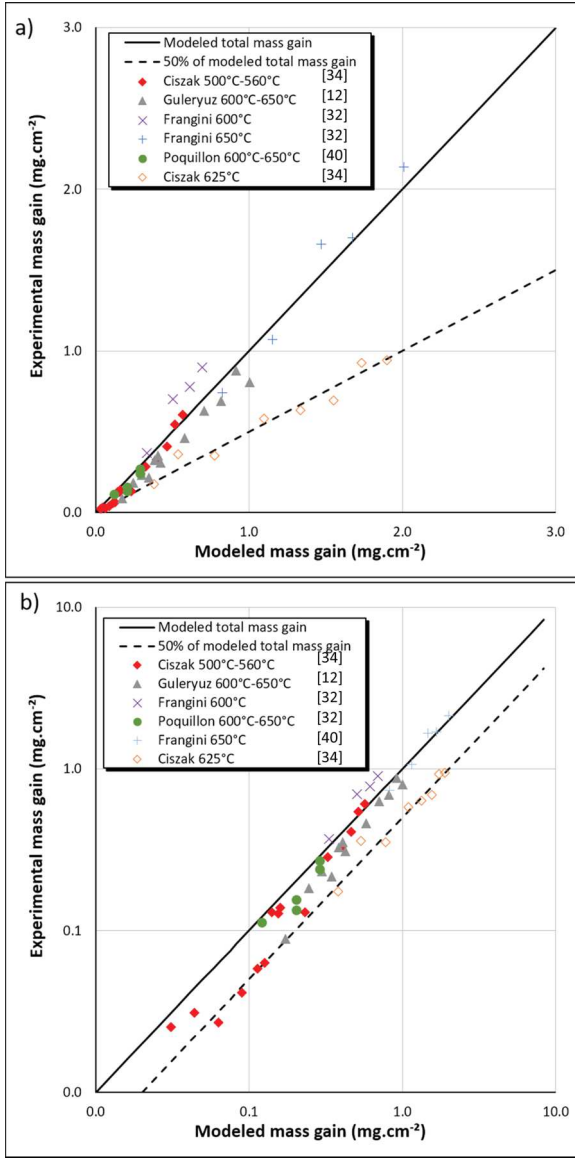 a)
3.0
Modeled total mass gain
50% of modeled total mass gain
Ciszak 500°C-560°C [34]
Guleryuz 600°C-650°C [12]
Frangini 600°C [32]
Frangini 650°C [32]
Poquillon 600°C-650°C [40]
Ciszak 625°C [34]
2.0
1.0
0.0
Experimental mass gain (mg.cm⁻²)
0.0 1.0 2.0 3.0
Modeled mass gain (mg.cm⁻²)
b)
10.0
Modeled total mass gain
50% of modeled total mass gain
Ciszak 500°C-560°C [34]
Guleryuz 600°C-650°C [12]
Frangini 600°C [32]
Poquillon 600°C-650°C [32]
Frangini 650°C [40]
Ciszak 625°C [34]
1.0
0.1
0.0
Experimental mass gain (mg.cm⁻²)
0.0 0.1 1.0 10.0
Modeled mass gain (mg.cm⁻²)